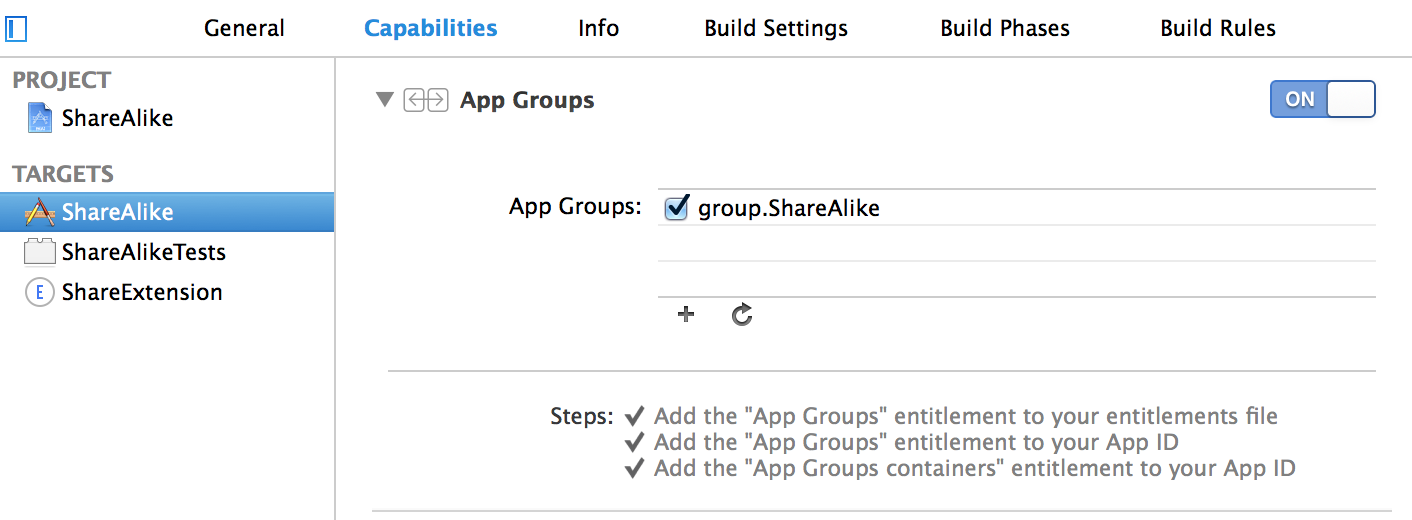 General Capabilities Info Build Settings Build Phases Build Rules
PROJECT
ShareAlike
TARGETS
ShareAlike
ShareAlikeTests
E ShareExtension
App Groups
ON
App Groups: group.ShareAlike
Steps: Add the "App Groups" entitlement to your entitlements file
Add the "App Groups" entitlement to your App ID
Add the "App Groups containers" entitlement to your App ID